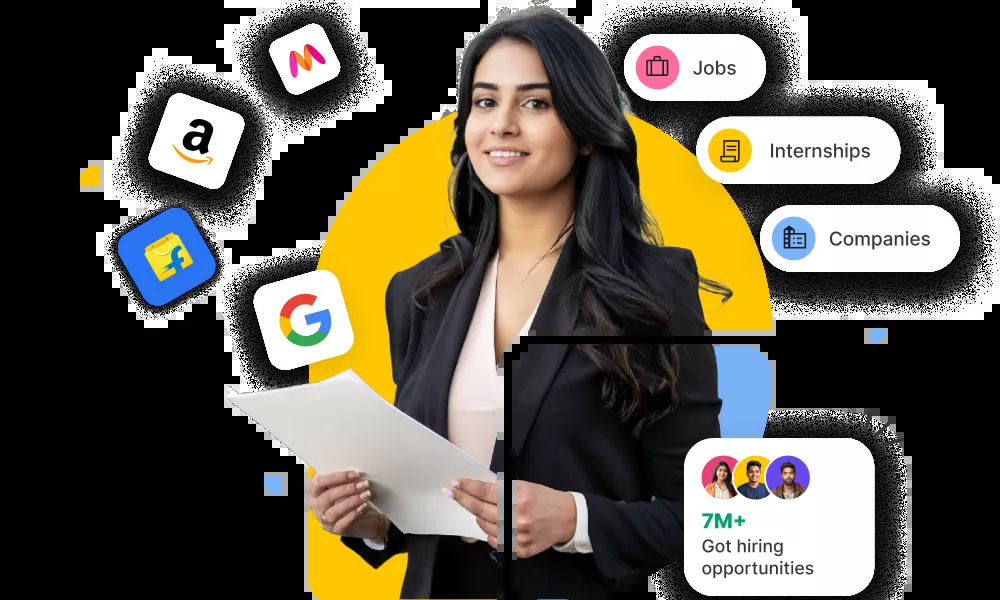 Jobs
a
Internships
Companies
G
7M+
Got hiring
opportunities